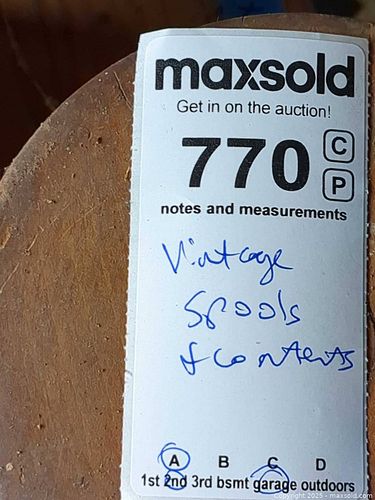 maxsold
Get in on the auction!
770 C
P
notes and measurements
Vintage
Spools
& contents
A B C D
1st 2nd 3rd bsmt garage outdoors
Copyright 2025 - maxsold.com